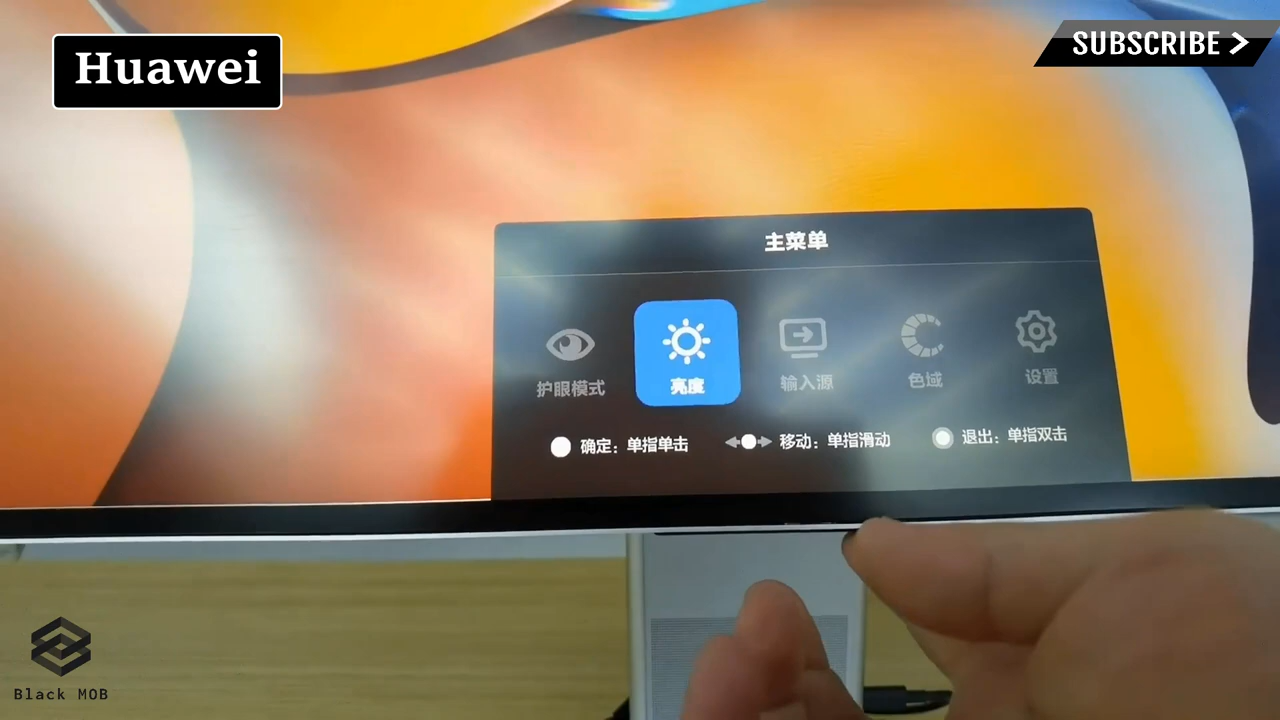 Huawei
SUBSCRIBE
主菜单
护眼模式
亮度
输入源
色域
设置
确定：单指单击
移动：单指滑动
退出：单指双击
Black MOB